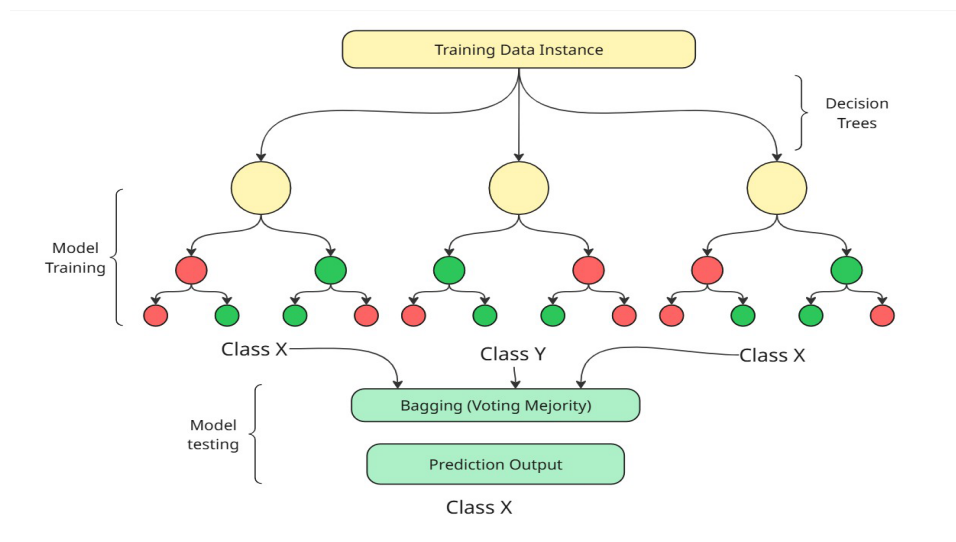 Training Data Instance
Decision
Trees
Model
Training
Class X
Class Y
Class X
Bagging (Voting Mejority)
Model
testing
Prediction Output
Class X